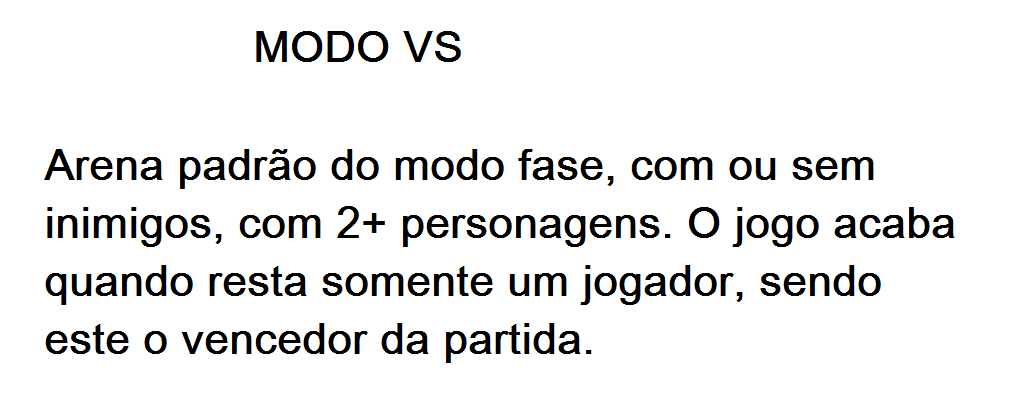 MODO VS
Arena padrão do modo fase, com ou sem
inimigos, com 2+ personagens. O jogo acaba
quando resta somente um jogador, sendo
este o vencedor da partida.